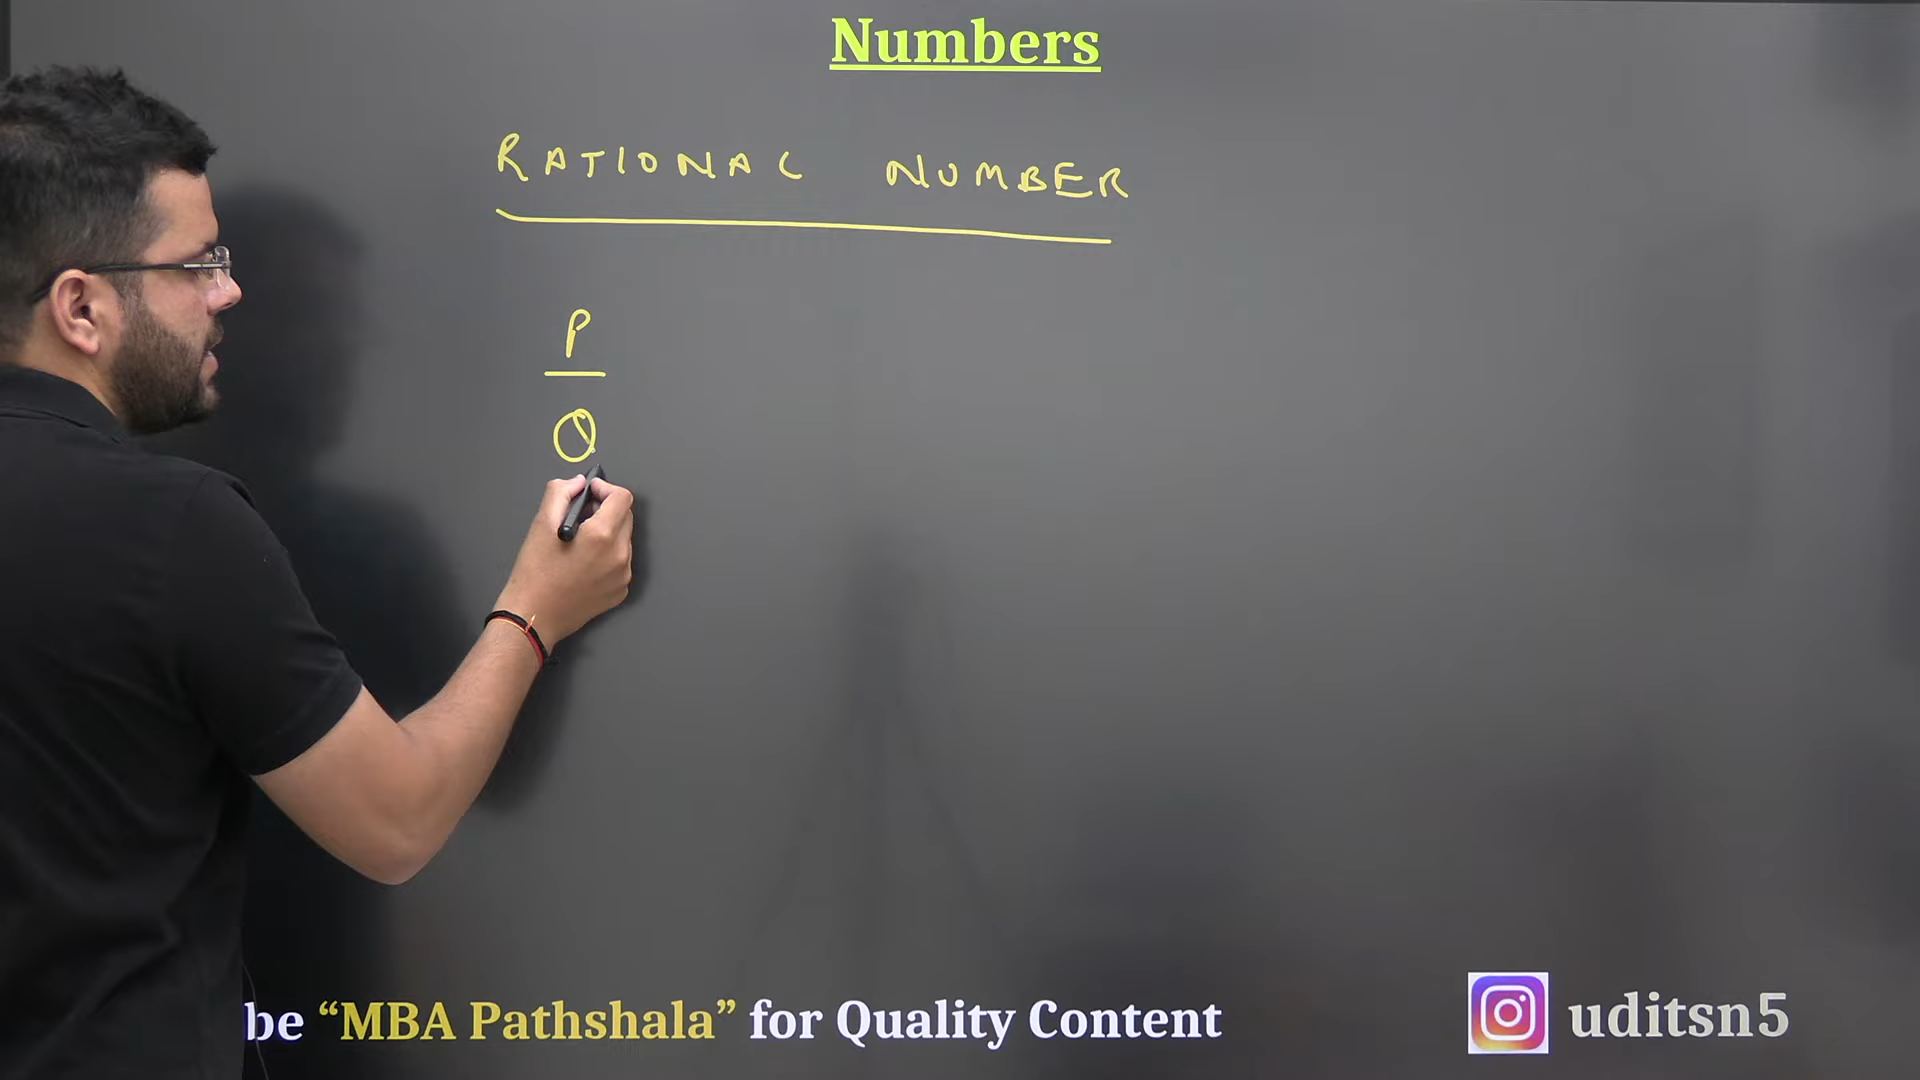 Numbers
RATIONAL NUMBER
P
Q
be “MBA Pathshala” for Quality Content
uditsn5